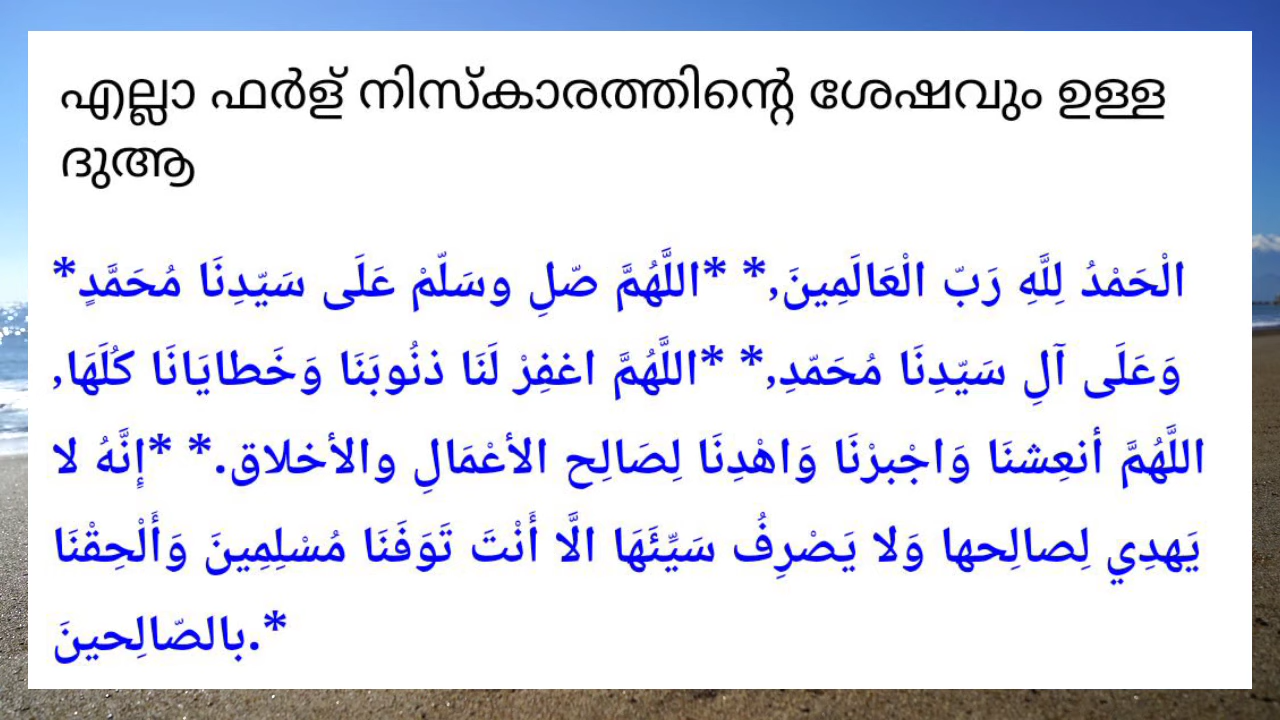 എല്ലാ ഫർള് നിസ്കാരത്തിന്റെ ശേഷവും ഉള്ള
ദുആ
الْحَمْدُ لِلَّهِ رَبّ الْعَالَمِينَ,* *اللَّهُمَّ صّلِ وسَلّمْ عَلَى سَيّدِنَا مُحَمَّدٍ*
وَعَلَى آلِ سَيّدِنَا مُحَمّدِ,* *اللَّهُمَّ اغفِرْ لَنَا ذنُوبَنَا وَخَطايَانَا كُلَهَا,
اللَّهُمَّ أنعِشنَا وَاجْبرْنَا وَاهْدِنَا لِصَالِح الأعْمَالِ والأخلاق.* *إِنَّهُ لا
يَهدِي لِصالِحها وَلا يَصْرِفُ سَيِّئَهَا الَّا أَنْتَ تَوَفَنَا مُسْلِمِينَ وَأَلْحِقْنَا
بالصّالِحينَ.*